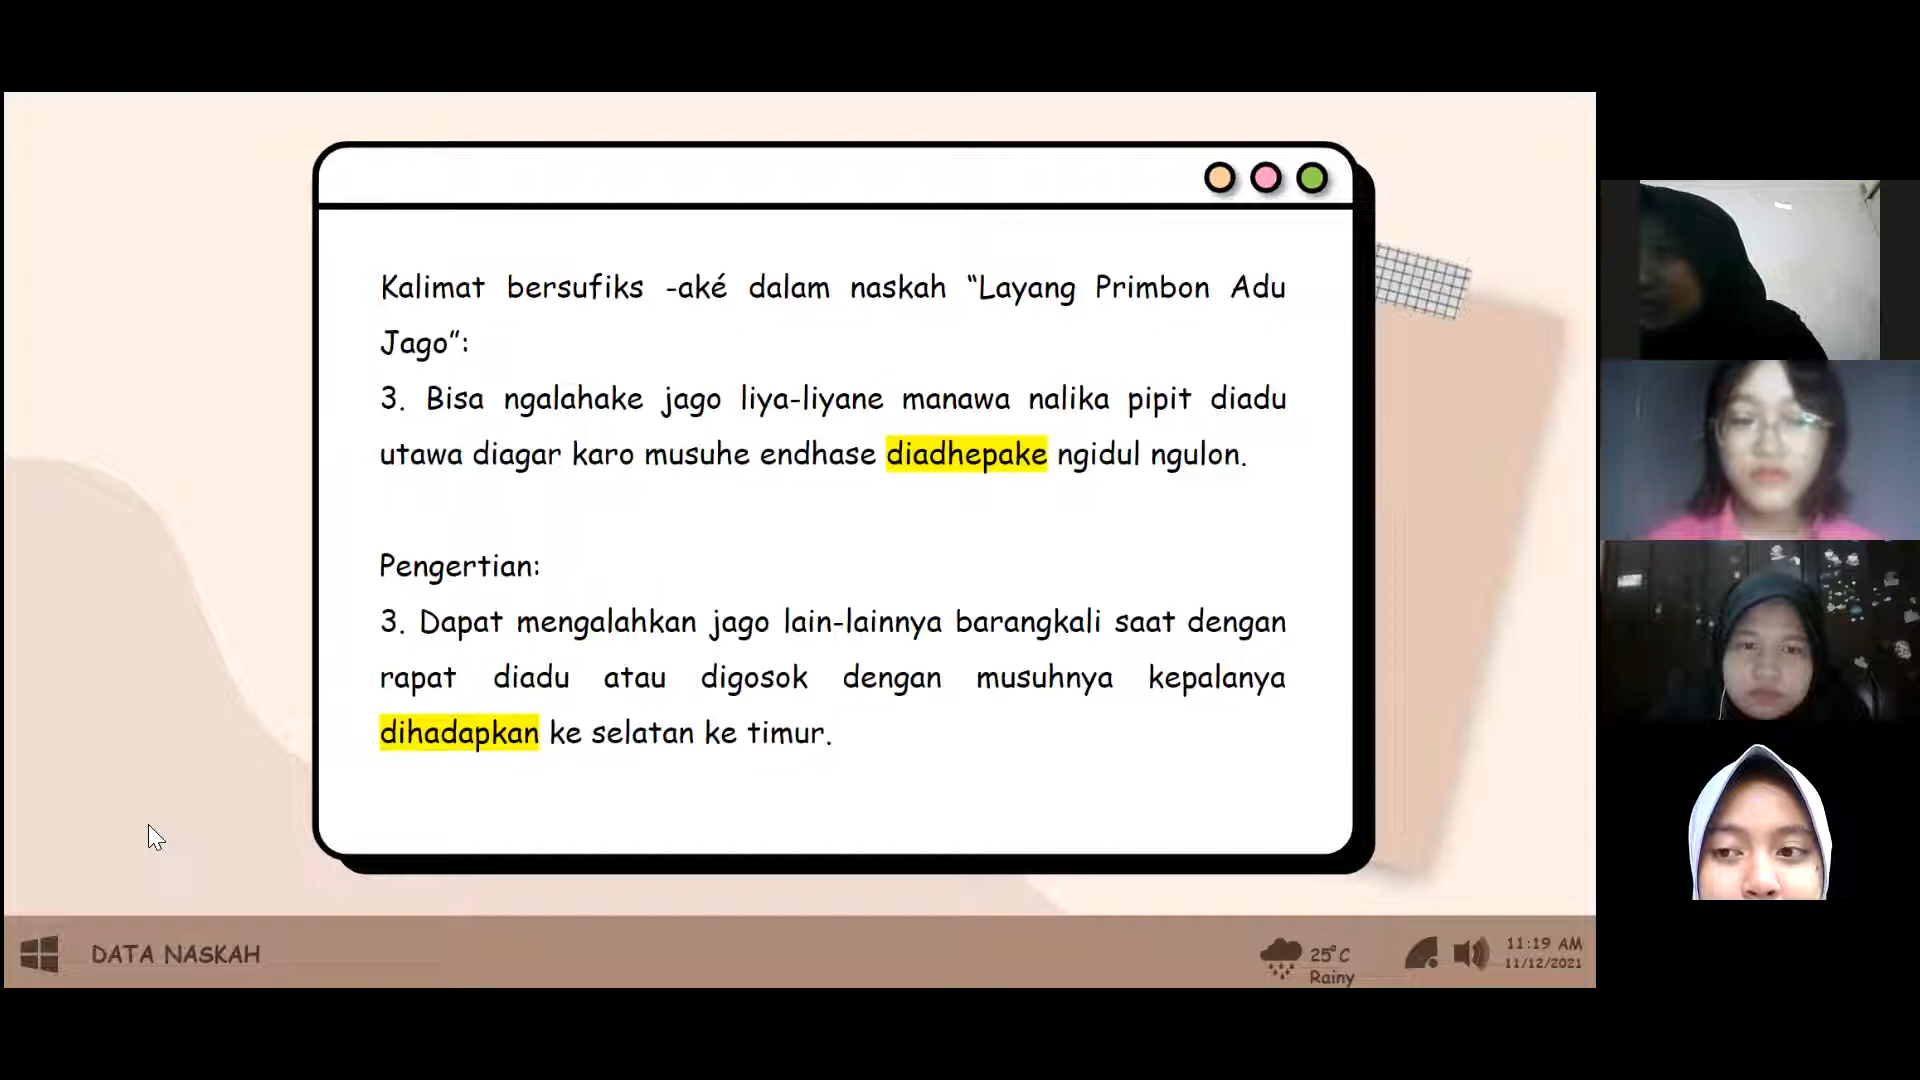 Kalimat bersufiks -aké dalam naskah “Layang Primbon Adu
Jago”:
3. Bisa ngalahake jago liya-liyane manawa nalika pipit diadu
utawa diagar karo musuhe endhase diadhepake ngidul ngulon.
Pengertian:
3. Dapat mengalahkan jago lain-lainnya barangkali saat dengan
rapat diadu atau digosok dengan musuhnya kepalanya
dihadapkan ke selatan ke timur.
DATA NASKAH
25°C
Rainy
11:19 AM
11/12/2021